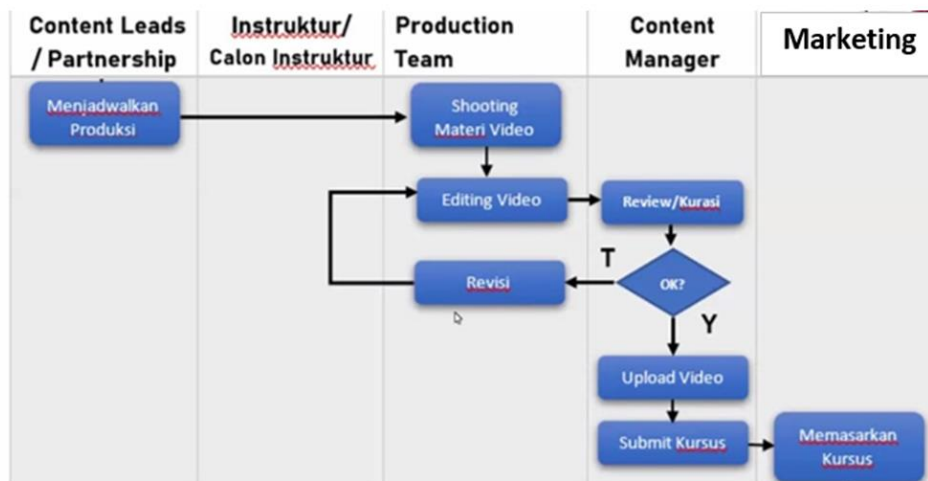 Content Leads
/ Partnership
Instruktur/
Calon Instruktur
Production
Team
Content
Manager
Marketing
Menjadwalkan
Produksi
Shooting
Materi Video
Editing Video
Review/Kurasi
T
Revisi
OK?
Y
Upload Video
Submit Kursus
Memasarkan
Kursus